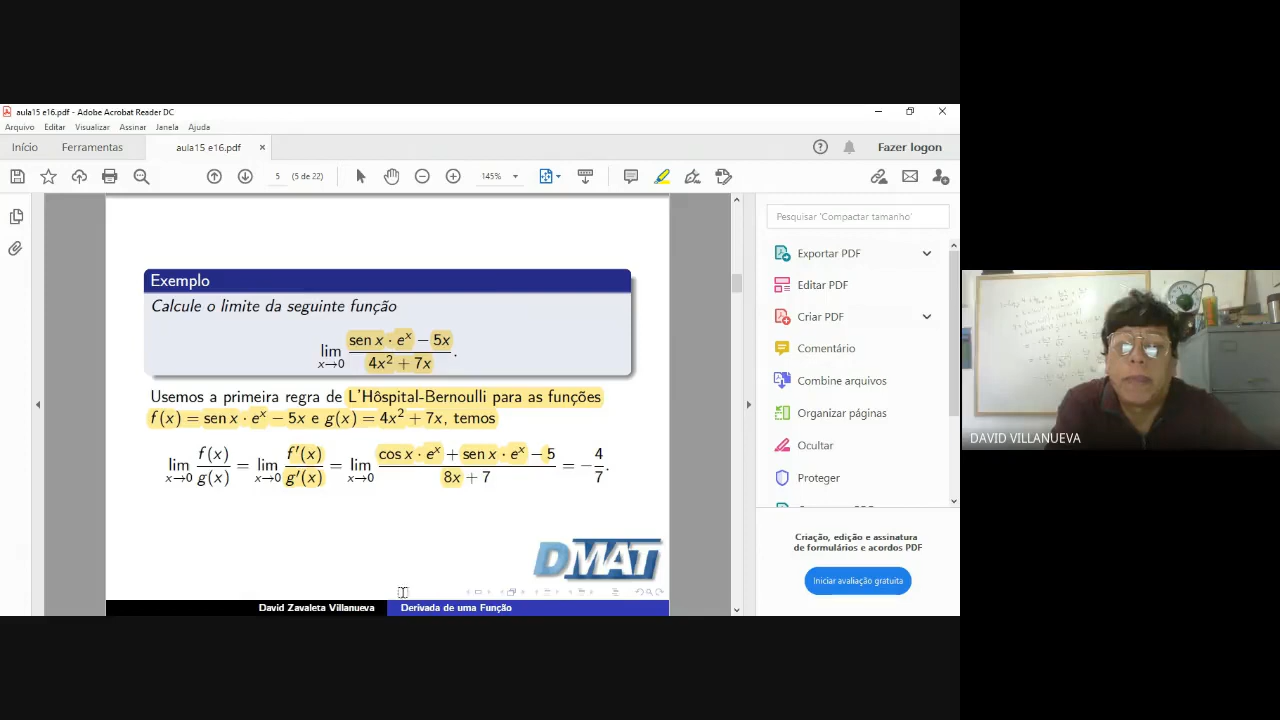 aula15 e16.pdf - Adobe Acrobat Reader DC
Arquivo Editar Visualizar Assinar Janela Ajuda
Início Ferramentas aula15 e16.pdf × Fazer logon
5 (5 de 22) 145%
Pesquisar 'Compactar tamanho'
Exportar PDF
Editar PDF
Criar PDF
Comentário
Combine arquivos
Organizar páginas
Ocultar
Proteger
Criação, edição e assinatura
de formulários e acordos PDF
Iniciar avaliação gratuita
Exemplo
Calcule o limite da seguinte função
lim x→0 (sen x · e^x − 5x)/(4x² + 7x).
Usemos a primeira regra de L'Hôspital-Bernoulli para as funções
f(x) = sen x · e^x − 5x e g(x) = 4x² + 7x, temos
lim x→0 f(x)/g(x) = lim x→0 f′(x)/g′(x) = lim x→0 (cos x · e^x + sen x · e^x − 5)/(8x + 7) = −4/7.
DMAT
David Zavaleta Villanueva Derivada de uma Função
DAVID VILLANUEVA